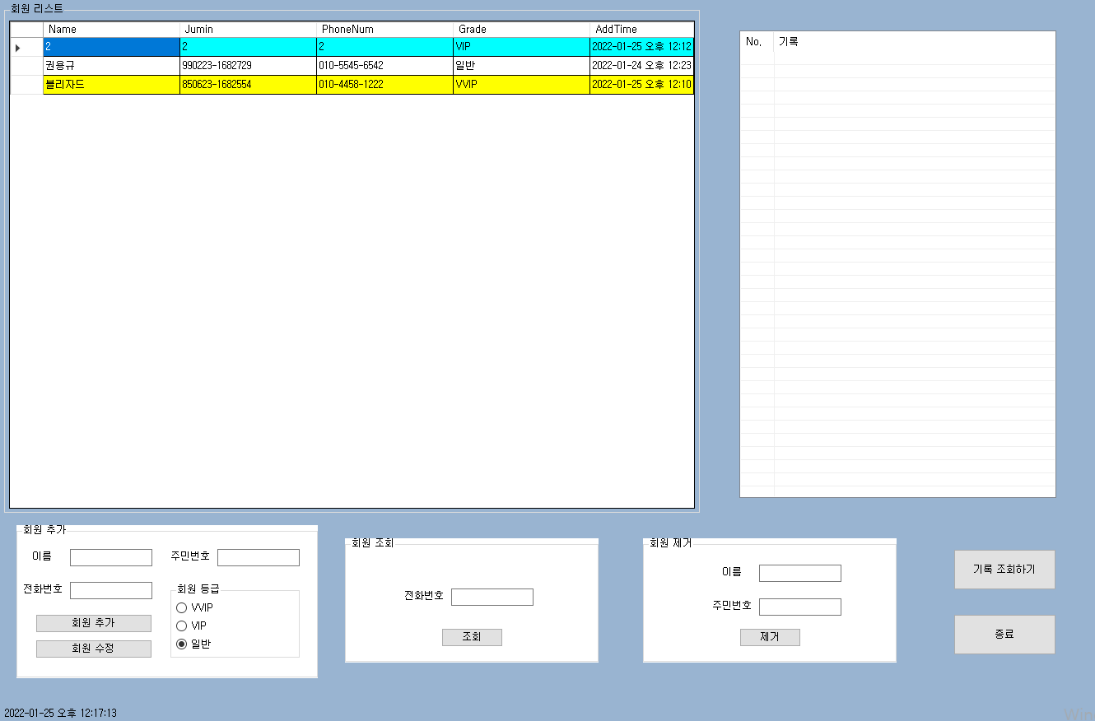 회원 리스트
Name Jumin PhoneNum Grade AddTime
2 2 2 VIP 2022-01-25 오후 12:12
권용규 990223-1682729 010-5545-6542 일반 2022-01-24 오후 12:23
블리자드 850623-1682554 010-4458-1222 VVIP 2022-01-25 오후 12:10
No. 기록
회원 추가
이름 주민번호
전화번호 회원 등급
VVIP
회원 추가
VIP
회원 수정
일반
회원 조회
전화번호
조회
회원 제거
이름
주민번호
제거
기록 조회하기
종료
2022-01-25 오후 12:17:13
Win